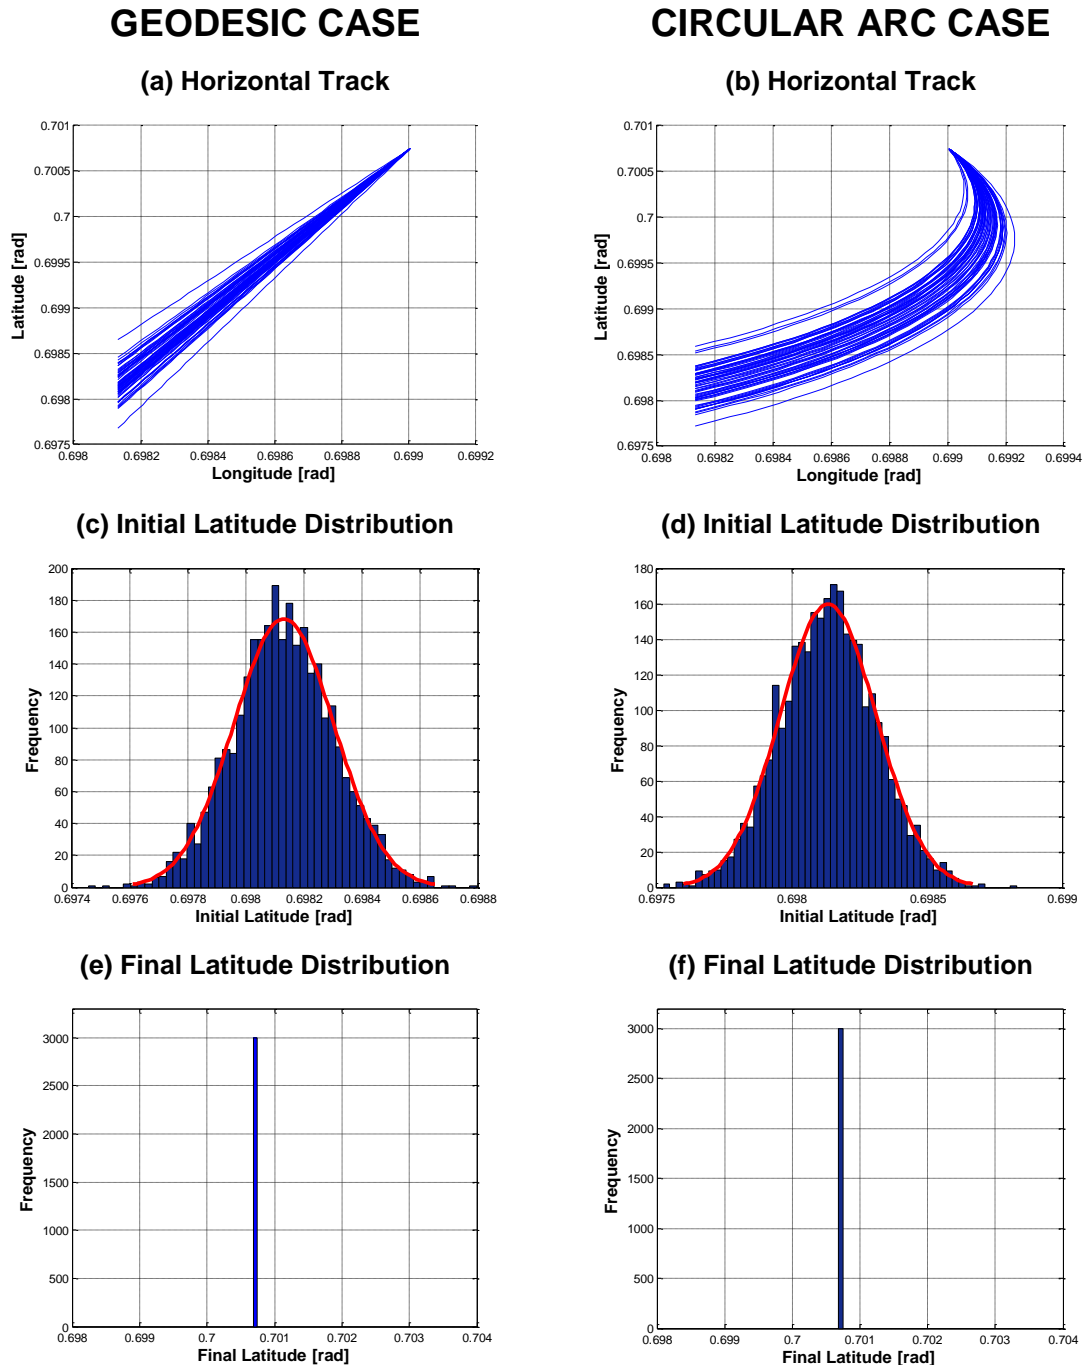 GEODESIC CASE
CIRCULAR ARC CASE
(a) Horizontal Track
(b) Horizontal Track
0.701
0.7005
0.7
0.6995
0.699
0.6985
0.698
0.6975
Latitude [rad]
0.698 0.6982 0.6984 0.6986 0.6988 0.699 0.6992
Longitude [rad]
0.701
0.7005
0.7
0.6995
0.699
0.6985
0.698
0.6975
Latitude [rad]
0.698 0.6982 0.6984 0.6986 0.6988 0.699 0.6992 0.6994
Longitude [rad]
(c) Initial Latitude Distribution
(d) Initial Latitude Distribution
200
180
160
140
120
100
80
60
40
20
0
Frequency
0.6974 0.6976 0.6978 0.698 0.6982 0.6984 0.6986 0.6988
Initial Latitude [rad]
180
160
140
120
100
80
60
40
20
0
Frequency
0.6975 0.698 0.6985 0.699
Initial Latitude [rad]
(e) Final Latitude Distribution
(f) Final Latitude Distribution
3000
2500
2000
1500
1000
500
0
Frequency
0.698 0.699 0.7 0.701 0.702 0.703 0.704
Final Latitude [rad]
3000
2500
2000
1500
1000
500
0
Frequency
0.698 0.699 0.7 0.701 0.702 0.703 0.704
Final Latitude [rad]